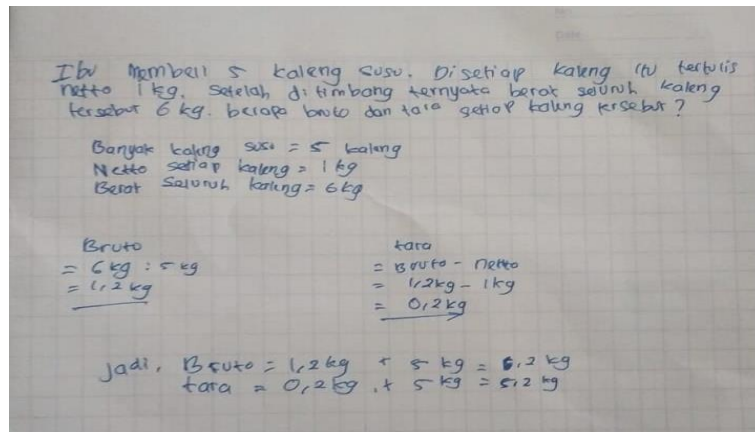 Ibu membeli 5 kaleng susu. Disetiap kaleng itu tertulis
netto 1 kg. setelah ditimbang ternyata berat seluruh kaleng
tersebut 6 kg. berapa bruto dan tara setiap kaleng tersebut ?
Banyak kaleng susu = 5 kaleng
Netto setiap kaleng = 1 kg
Berat seluruh kaleng = 6 kg
Bruto
= 6 kg : 5 kg
= 1,2 kg
tara
= Bruto - netto
= 1,2 kg - 1 kg
= 0,2 kg
Jadi, Bruto = 1,2 kg + 5 kg = 6,2 kg
tara = 0,2 kg + 5 kg = 5,2 kg